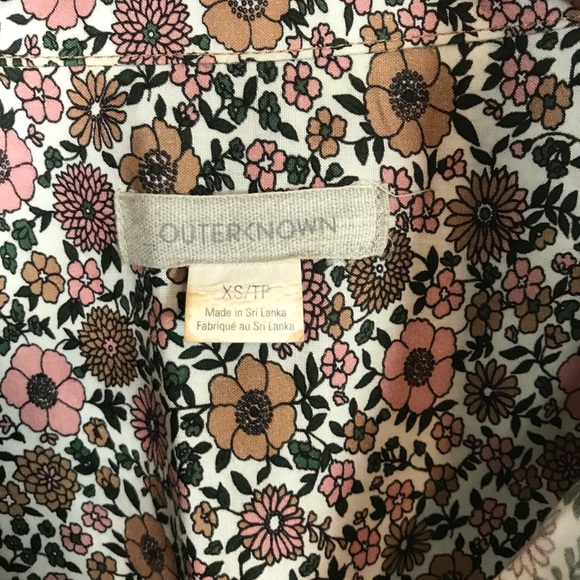 OUTERKNOWN
XS/TP
Made in Sri Lanka
Fabriqué au Sri Lanka